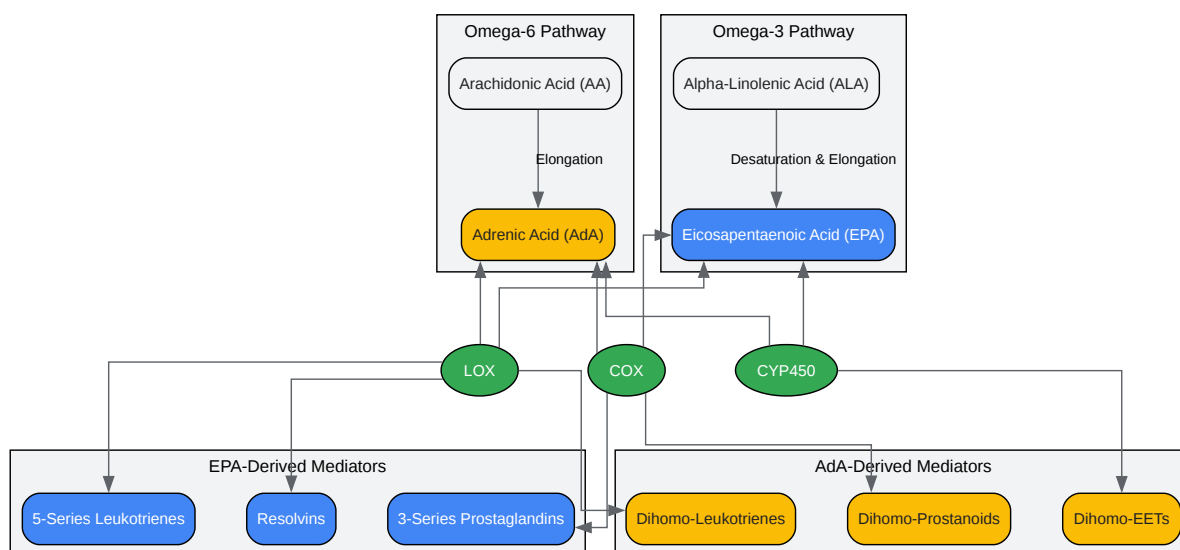 Omega-6 Pathway
Omega-3 Pathway
Arachidonic Acid (AA)
Alpha-Linolenic Acid (ALA)
Elongation
Desaturation & Elongation
Adrenic Acid (AdA)
Eicosapentaenoic Acid (EPA)
LOX
COX
CYP450
EPA-Derived Mediators
AdA-Derived Mediators
5-Series Leukotrienes
Resolvins
3-Series Prostaglandins
Dihomo-Leukotrienes
Dihomo-Prostanoids
Dihomo-EETs